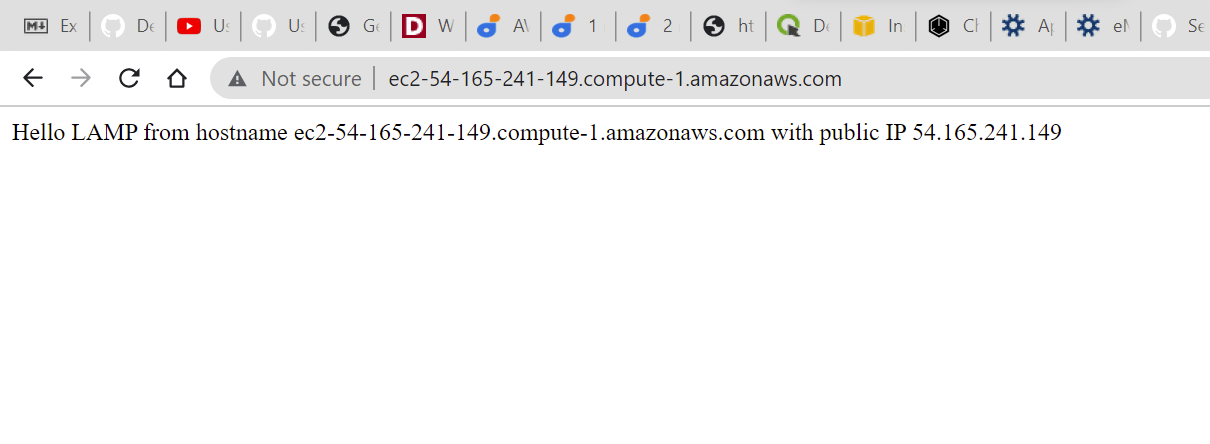 Ex De Us Us Ge W AV 1 2 ht De In Ch Ap eN Se
Not secure ec2-54-165-241-149.compute-1.amazonaws.com
Hello LAMP from hostname ec2-54-165-241-149.compute-1.amazonaws.com with public IP 54.165.241.149